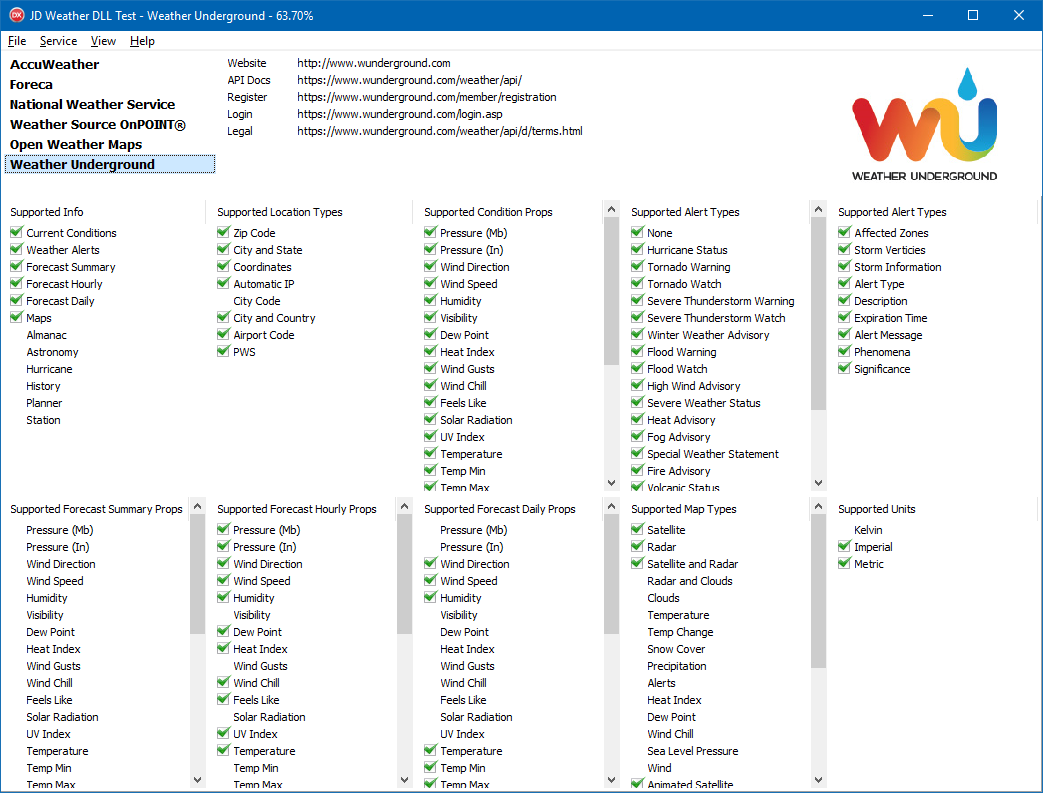 JD Weather DLL Test - Weather Underground - 63.70%
File Service View Help
AccuWeather
Foreca
National Weather Service
Weather Source OnPOINT®
Open Weather Maps
Weather Underground
Website http://www.wunderground.com
API Docs https://www.wunderground.com/weather/api/
Register https://www.wunderground.com/member/registration
Login https://www.wunderground.com/login.asp
Legal https://www.wunderground.com/weather/api/d/terms.html
WEATHER UNDERGROUND
Supported Info
Current Conditions
Weather Alerts
Forecast Summary
Forecast Hourly
Forecast Daily
Maps
Almanac
Astronomy
Hurricane
History
Planner
Station
Supported Location Types
Zip Code
City and State
Coordinates
Automatic IP
City Code
City and Country
Airport Code
PWS
Supported Condition Props
Pressure (Mb)
Pressure (In)
Wind Direction
Wind Speed
Humidity
Visibility
Dew Point
Heat Index
Wind Gusts
Wind Chill
Feels Like
Solar Radiation
UV Index
Temperature
Temp Min
Temp Max
Supported Alert Types
None
Hurricane Status
Tornado Warning
Tornado Watch
Severe Thunderstorm Warning
Severe Thunderstorm Watch
Winter Weather Advisory
Flood Warning
Flood Watch
High Wind Advisory
Severe Weather Status
Heat Advisory
Fog Advisory
Special Weather Statement
Fire Advisory
Volcanic Status
Supported Alert Types
Affected Zones
Storm Verticies
Storm Information
Alert Type
Description
Expiration Time
Alert Message
Phenomena
Significance
Supported Forecast Summary Props
Pressure (Mb)
Pressure (In)
Wind Direction
Wind Speed
Humidity
Visibility
Dew Point
Heat Index
Wind Gusts
Wind Chill
Feels Like
Solar Radiation
UV Index
Temperature
Temp Min
Temp Max
Supported Forecast Hourly Props
Pressure (Mb)
Pressure (In)
Wind Direction
Wind Speed
Humidity
Visibility
Dew Point
Heat Index
Wind Gusts
Wind Chill
Feels Like
Solar Radiation
UV Index
Temperature
Temp Min
Temp Max
Supported Forecast Daily Props
Pressure (Mb)
Pressure (In)
Wind Direction
Wind Speed
Humidity
Visibility
Dew Point
Heat Index
Wind Gusts
Wind Chill
Feels Like
Solar Radiation
UV Index
Temperature
Temp Min
Temp Max
Supported Map Types
Satellite
Radar
Satellite and Radar
Radar and Clouds
Clouds
Temperature
Temp Change
Snow Cover
Precipitation
Alerts
Heat Index
Dew Point
Wind Chill
Sea Level Pressure
Wind
Animated Satellite
Supported Units
Kelvin
Imperial
Metric